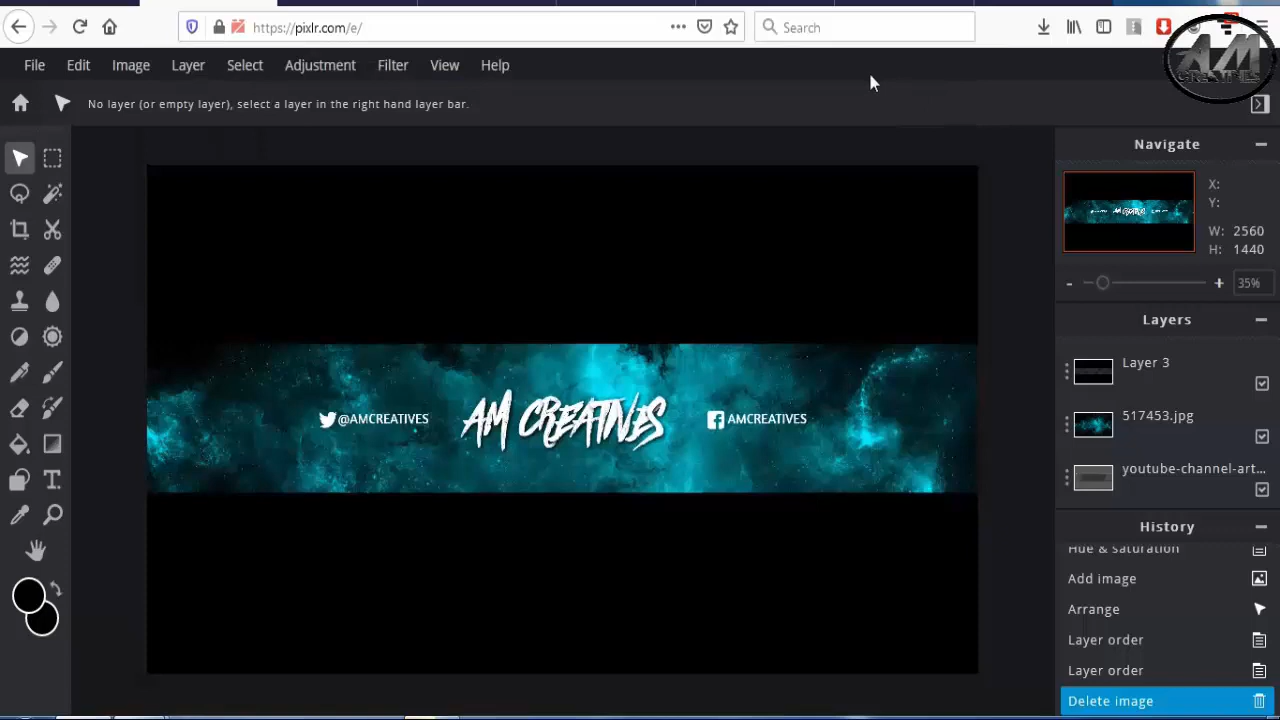 https://pixlr.com/e/
Search
AM
CREATIVES
File Edit Image Layer Select Adjustment Filter View Help
No layer (or empty layer), select a layer in the right hand layer bar.
Navigate
X:
Y:
W: 2560
H: 1440
35%
Layers
Layer 3
517453.jpg
youtube-channel-art...
@AMCREATIVES
AM CREATIVES
AMCREATIVES
History
Hue & saturation
Add image
Arrange
Layer order
Layer order
Delete image